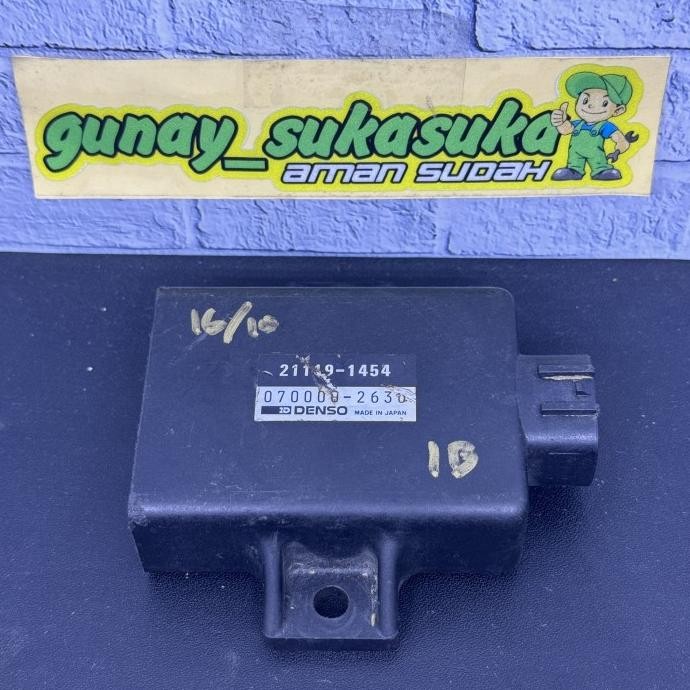 gunay_sukasuka
AMAN SUDAH
16/10
21119-1454
070000-2630
DENSO MADE IN JAPAN
1B